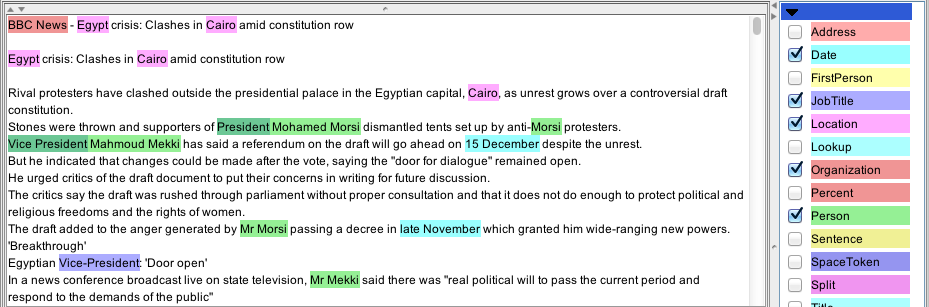 BBC News - Egypt crisis: Clashes in Cairo amid constitution row
Egypt crisis: Clashes in Cairo amid constitution row
Rival protesters have clashed outside the presidential palace in the Egyptian capital, Cairo, as unrest grows over a controversial draft
constitution.
Stones were thrown and supporters of President Mohamed Morsi dismantled tents set up by anti-Morsi protesters.
Vice President Mahmoud Mekki has said a referendum on the draft will go ahead on 15 December despite the unrest.
But he indicated that changes could be made after the vote, saying the "door for dialogue" remained open.
He urged critics of the draft document to put their concerns in writing for future discussion.
The critics say the draft was rushed through parliament without proper consultation and that it does not do enough to protect political and
religious freedoms and the rights of women.
The draft added to the anger generated by Mr Morsi passing a decree in late November which granted him wide-ranging new powers.
'Breakthrough'
Egyptian Vice-President: 'Door open'
In a news conference broadcast live on state television, Mr Mekki said there was "real political will to pass the current period and
respond to the demands of the public"
Address
Date
FirstPerson
JobTitle
Location
Lookup
Organization
Percent
Person
Sentence
SpaceToken
Split
Title